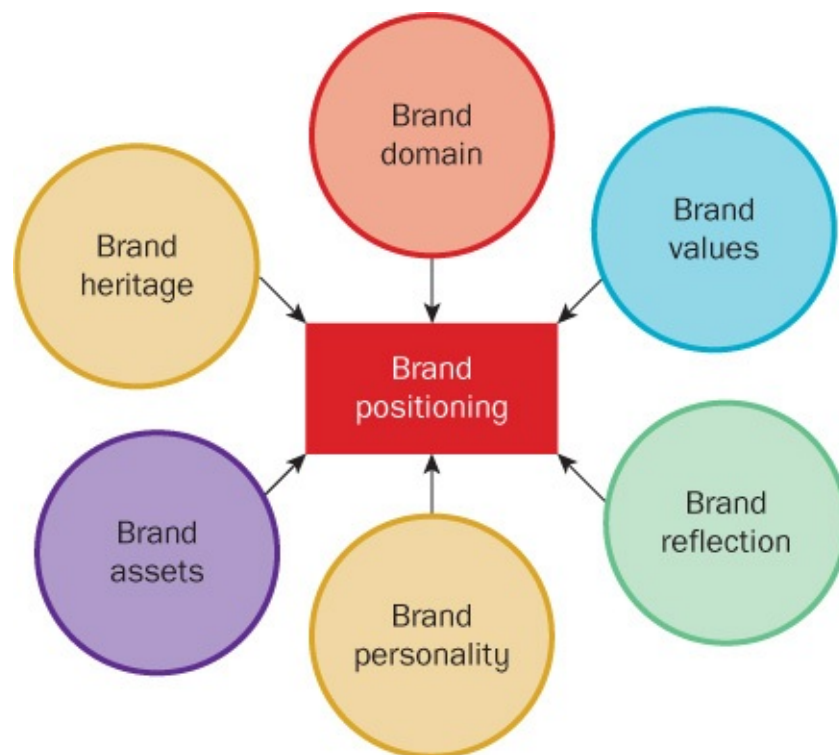 Brand
domain
Brand
heritage
Brand
values
Brand
positioning
Brand
assets
Brand
reflection
Brand
personality